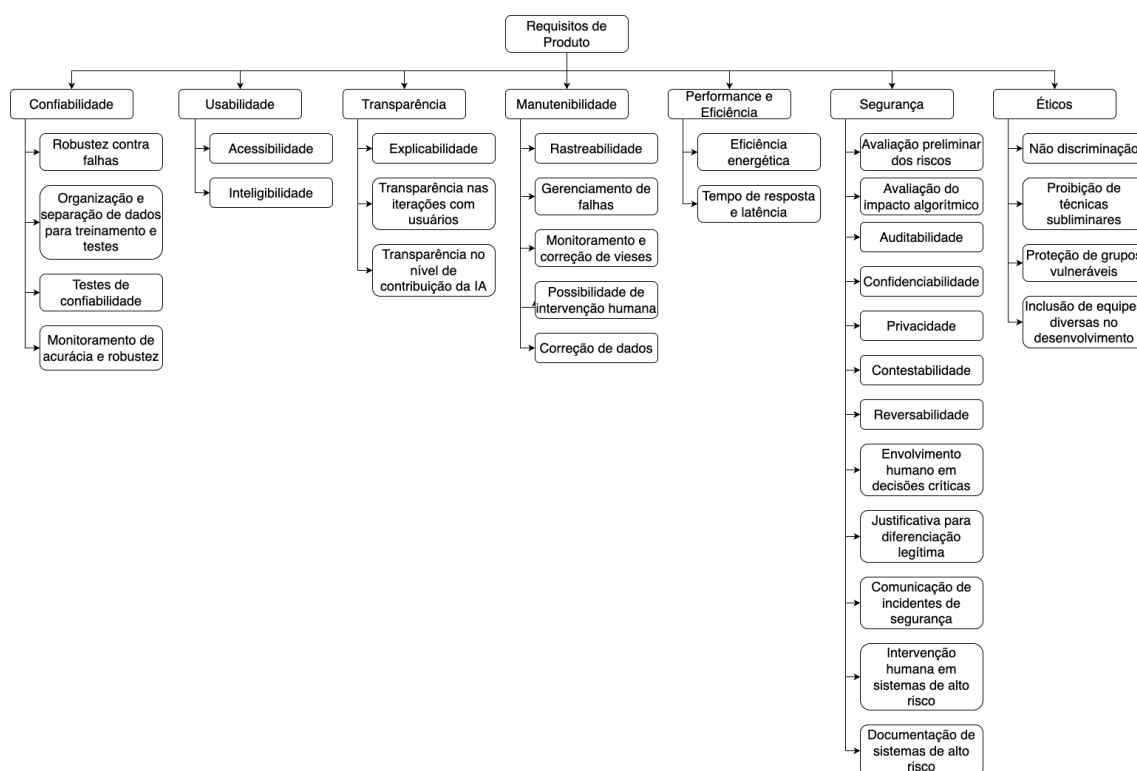 Requisitos de
Produto
Confiabilidade
Usabilidade
Transparência
Manutenibilidade
Performance e
Eficiência
Segurança
Éticos
Robustez contra
falhas
Organização e
separação de dados
para treinamento e
testes
Testes de
confiabilidade
Monitoramento de
acurácia e robustez
Acessibilidade
Inteligibilidade
Explicabilidade
Transparência nas
iterações com
usuários
Transparência no
nível de
contribuição da IA
Rastreabilidade
Gerenciamento de
falhas
Monitoramento e
correção de vieses
Possibilidade de
intervenção humana
Correção de dados
Eficiência
energética
Tempo de resposta
e latência
Avaliação preliminar
dos riscos
Avaliação do
impacto algorítmico
Auditabilidade
Confidenciabilidade
Privacidade
Contestabilidade
Reversabilidade
Envolvimento
humano em
decisões críticas
Justificativa para
diferenciação
legítima
Comunicação de
incidentes de
segurança
Intervenção
humana em
sistemas de alto
risco
Documentação de
sistemas de alto
risco
Não discriminação
Proibição de
técnicas
subliminares
Proteção de grupos
vulneráveis
Inclusão de equipes
diversas no
desenvolvimento